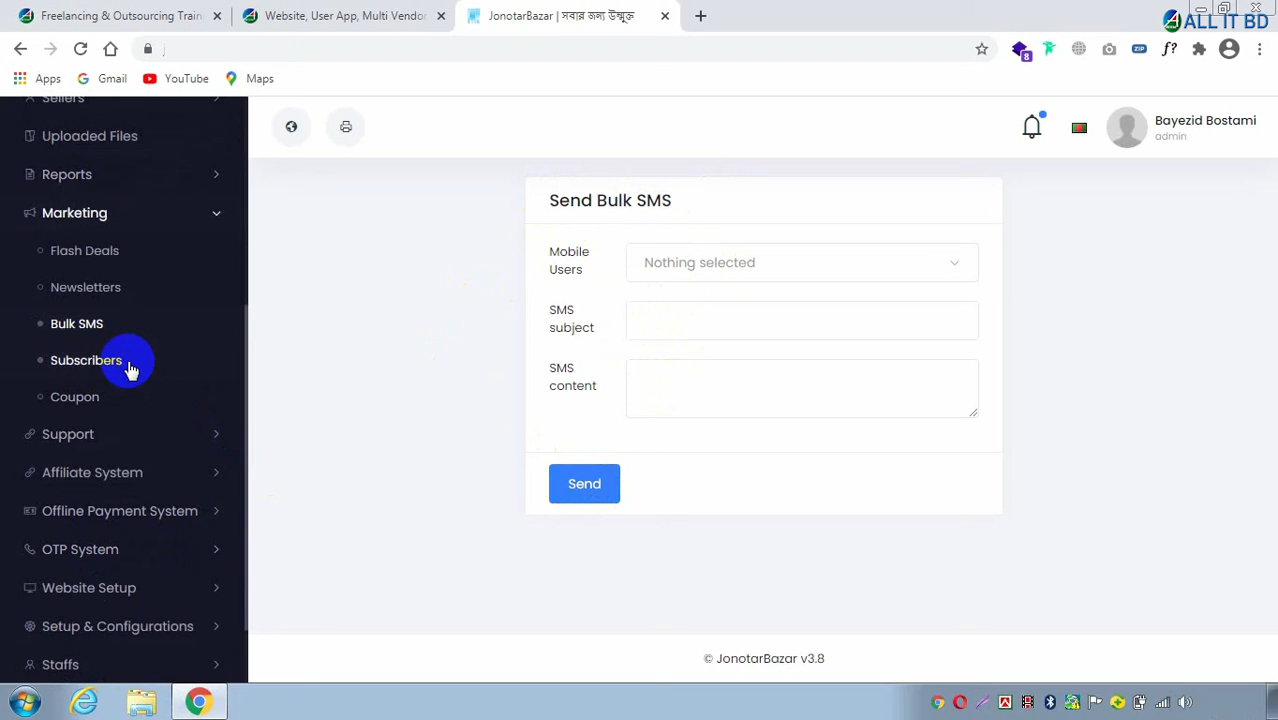 Freelancing & Outsourcing Train
Website, User App, Multi Vendor
JonotarBazar | সবার জন্য উন্মুক্ত
ALL IT BD
8
ZIP
f?
Apps
Gmail
YouTube
Maps
Sellers
Uploaded Files
Reports
Marketing
Flash Deals
Newsletters
Bulk SMS
Subscribers
Coupon
Support
Affiliate System
Offline Payment System
OTP System
Website Setup
Setup & Configurations
Staffs
Bayezid Bostami
admin
Send Bulk SMS
Mobile Users
Nothing selected
SMS subject
SMS content
Send
© JonotarBazar v3.8